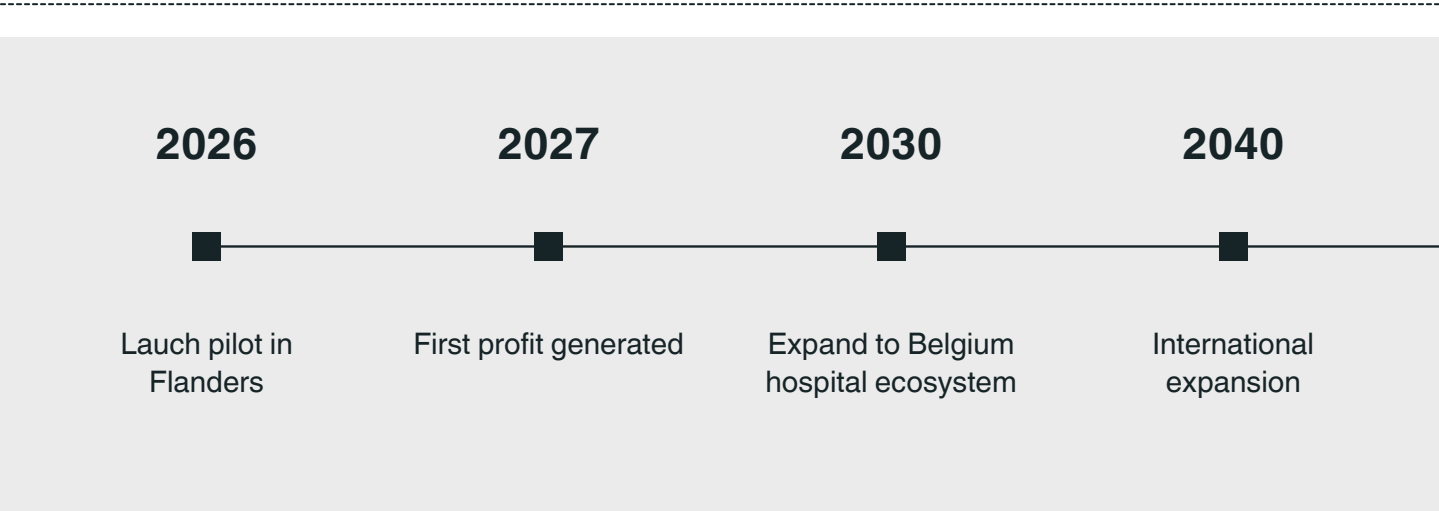 2026
2027
2030
2040
Lauch pilot in
Flanders
First profit generated
Expand to Belgium
hospital ecosystem
International
expansion